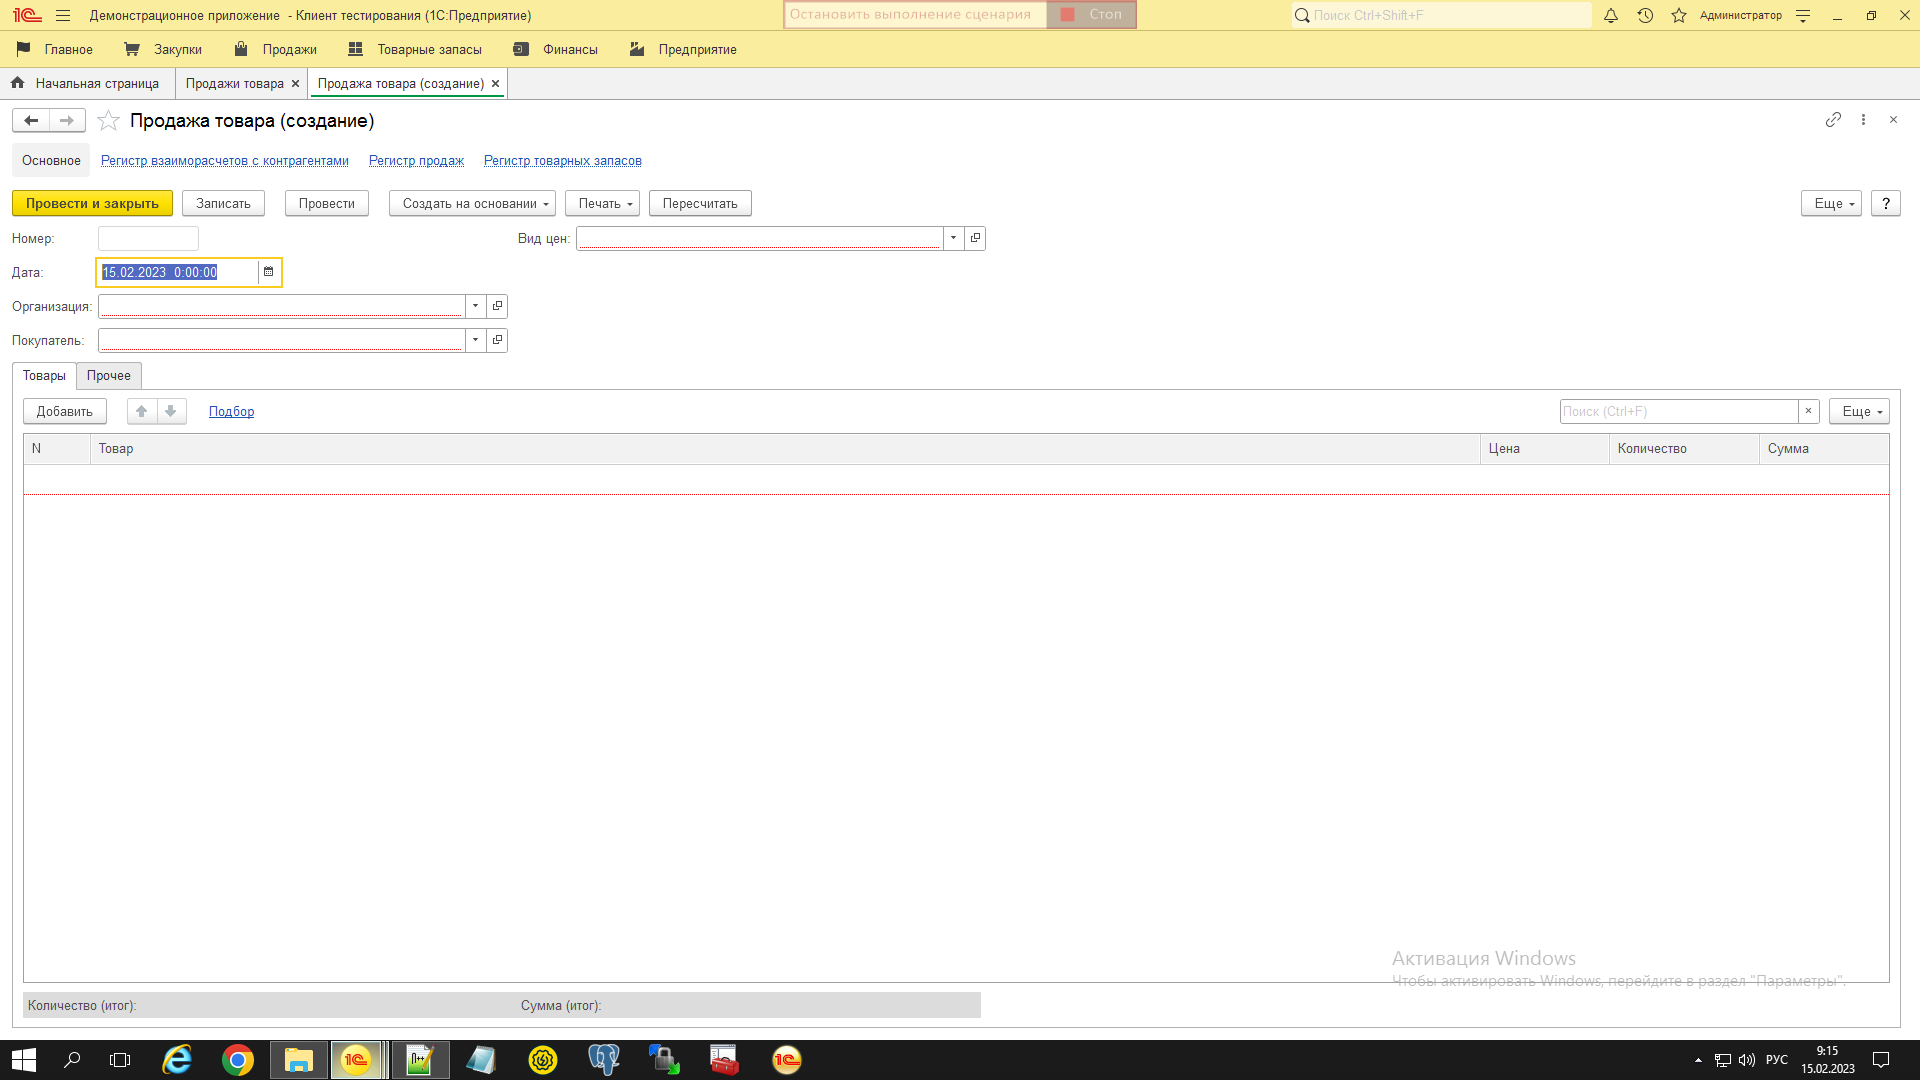 1С Демонстрационное приложение - Клиент тестирования (1С:Предприятие)
Остановить выполнение сценария Стоп
Поиск Ctrl+Shift+F
Администратор
Главное Закупки Продажи Товарные запасы Финансы Предприятие
Начальная страница Продажи товара × Продажа товара (создание) ×
Продажа товара (создание)
Основное Регистр взаиморасчетов с контрагентами Регистр продаж Регистр товарных запасов
Провести и закрыть Записать Провести Создать на основании Печать Пересчитать Еще ?
Номер: Вид цен:
Дата: 15.02.2023 0:00:00
Организация:
Покупатель:
Товары Прочее
Добавить Подбор Поиск (Ctrl+F) × Еще
N Товар Цена Количество Сумма
Активация Windows
Чтобы активировать Windows, перейдите в раздел "Параметры".
Количество (итог): Сумма (итог):
РУС
9:15
15.02.2023